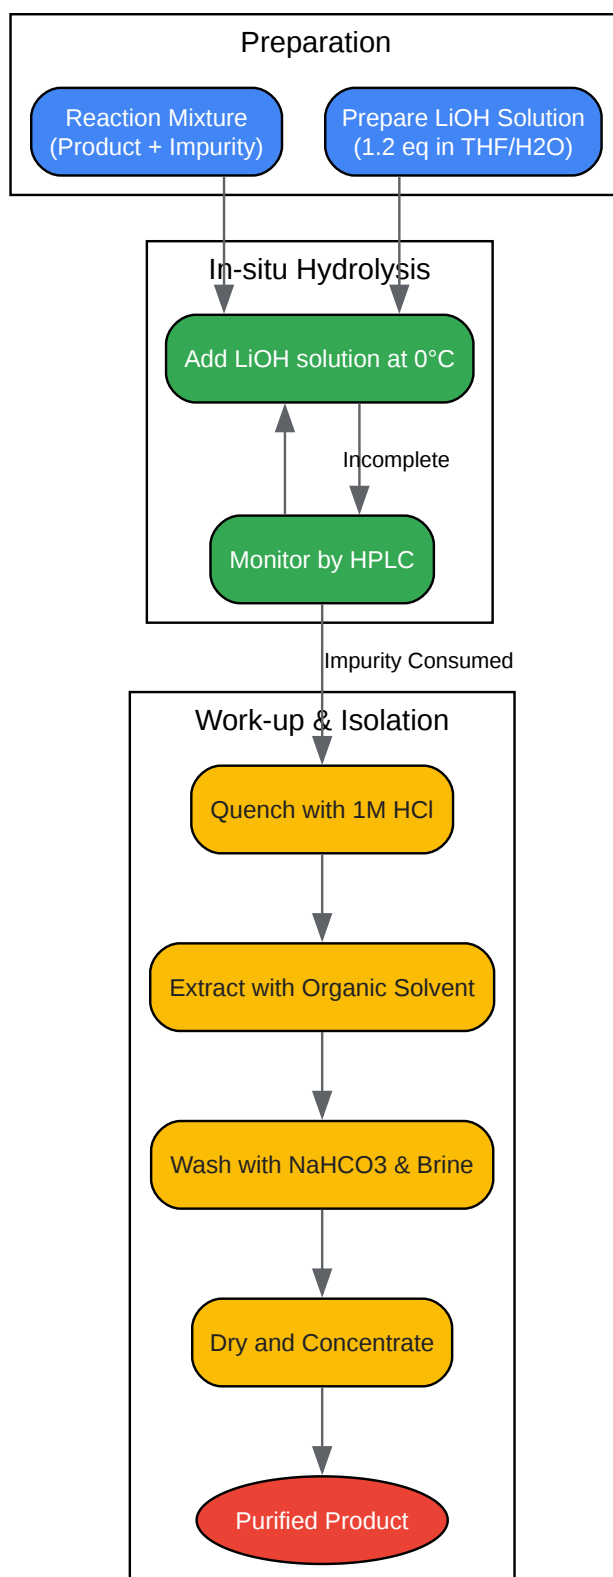 Preparation
Reaction Mixture
(Product + Impurity)
Prepare LiOH Solution
(1.2 eq in THF/H2O)
In-situ Hydrolysis
Add LiOH solution at 0°C
Incomplete
Monitor by HPLC
Impurity Consumed
Work-up & Isolation
Quench with 1M HCl
Extract with Organic Solvent
Wash with NaHCO3 & Brine
Dry and Concentrate
Purified Product